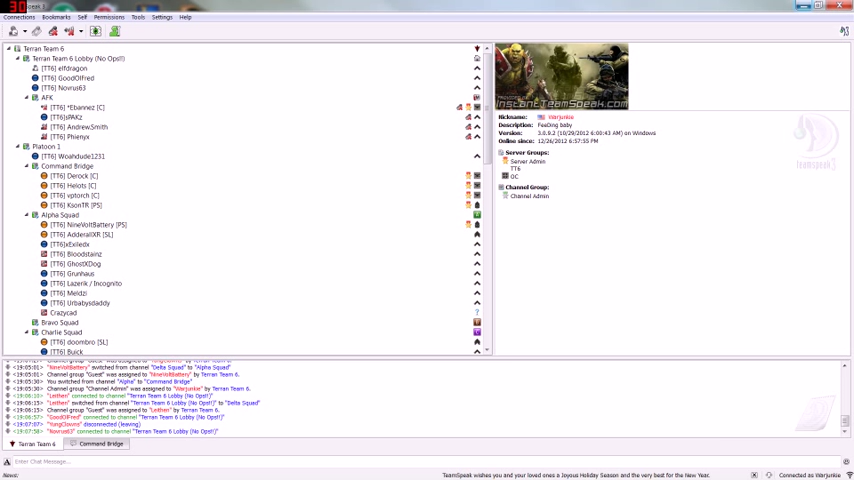 30
Speak 3
Connections Bookmarks Self Permissions Tools Settings Help
Terran Team 6
Terran Team 6 Lobby (No Ops!!)
[TT6] elfdragon
[TT6] GoodOlFred
[TT6] Novrus63
AFK
[TT6] *Ebannez [C]
[TT6] sPAKz
[TT6] Andrew.Smith
[TT6] Phienyx
Platoon 1
[TT6] Woahdude1231
Command Bridge
[TT6] Derock [C]
[TT6] Helots [C]
[TT6] vptorch [C]
[TT6] KsonTR [PS]
Alpha Squad
[TT6] NineVoltBattery [PS]
[TT6] AdderallXR [SL]
[TT6]xExiledx
[TT6] Bloodstainz
[TT6] GhostXDog
[TT6] Grunhaus
[TT6] Lazerik / Incognito
[TT6] Meldzi
[TT6] Urbabysdaddy
Crazycad
Bravo Squad
Charlie Squad
[TT6] doombro [SL]
[TT6] Buick
PROVIDED BY
INSTANTTEAMSPEAK.COM
Nickname: Warjunkie
Description: FeeDing baby
Version: 3.0.9.2 (10/29/2012 6:00:43 AM) on Windows
Online since: 12/26/2012 6:57:55 PM
Server Groups:
Server Admin
TT6
OC
Channel Group:
Channel Admin
teamspeak
<19:05:01> "NineVoltBattery" switched from channel "Delta Squad" to "Alpha Squad"
<19:05:01> Channel group "Guest" was assigned to "NineVoltBattery" by Terran Team 6.
<19:05:30> You switched from channel "Alpha" to "Command Bridge"
<19:05:30> Channel group "Channel Admin" was assigned to "Warjunkie" by Terran Team 6.
<19:06:10> "Leithen" connected to channel "Terran Team 6 Lobby (No Ops!!)"
<19:06:15> "Leithen" switched from channel "Terran Team 6 Lobby (No Ops!!)" to "Delta Squad"
<19:06:15> Channel group "Guest" was assigned to "Leithen" by Terran Team 6.
<19:06:57> "GoodOlFred" connected to channel "Terran Team 6 Lobby (No Ops!!)"
<19:07:07> "YungClowns" disconnected (leaving)
<19:07:58> "Novrus63" connected to channel "Terran Team 6 Lobby (No Ops!!)"
Terran Team 6 Command Bridge
Enter Chat Message...
News: TeamSpeak wishes you and your loved ones a Joyous Holiday Season and the very best for the New Year. Connected as Warjunkie